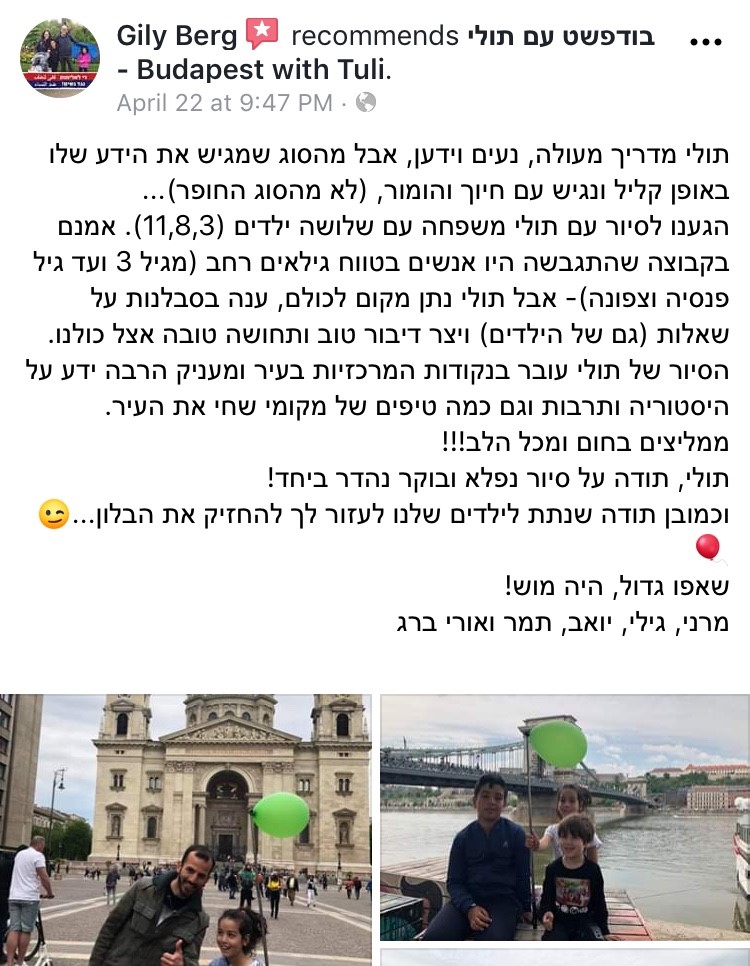 Gily Berg recommends בודפשט עם תולי
- Budapest with Tuli.
April 22 at 9:47 PM ·
תולי מדריך מעולה, נעים וידען, אבל מהסוג שמגיש את הידע שלו
באופן קליל ונגיש עם חיוך והומור, (לא מהסוג החופר)...
הגענו לסיור עם תולי משפחה עם שלושה ילדים (11,8,3). אמנם
בקבוצה שהתגבשה היו אנשים בטווח גילאים רחב (מגיל 3 ועד גיל
פנסיה וצפונה)- אבל תולי נתן מקום לכולם, ענה בסבלנות על
שאלות (גם של הילדים) ויצר דיבור טוב ותחושה טובה אצל כולנו.
הסיור של תולי עובר בנקודות המרכזיות בעיר ומעניק הרבה ידע על
היסטוריה ותרבות וגם כמה טיפים של מקומי שחי את העיר.
ממליצים בחום ומכל הלב!!!
תולי, תודה על סיור נפלא ובוקר נהדר ביחד!
וכמובן תודה שנתת לילדים שלנו לעזור לך להחזיק את הבלון...😉
🎈
שאפו גדול, היה מוש!
מרני, גילי, יואב, תמר ואורי ברג